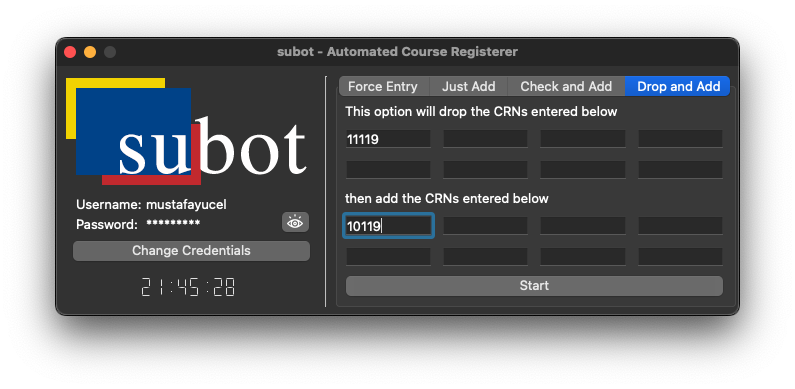 subot - Automated Course Registerer
subot
Username: mustafayucel
Password: *********
Change Credentials
21:45:28
Force Entry Just Add Check and Add Drop and Add
This option will drop the CRNs entered below
11119
then add the CRNs entered below
10119
Start